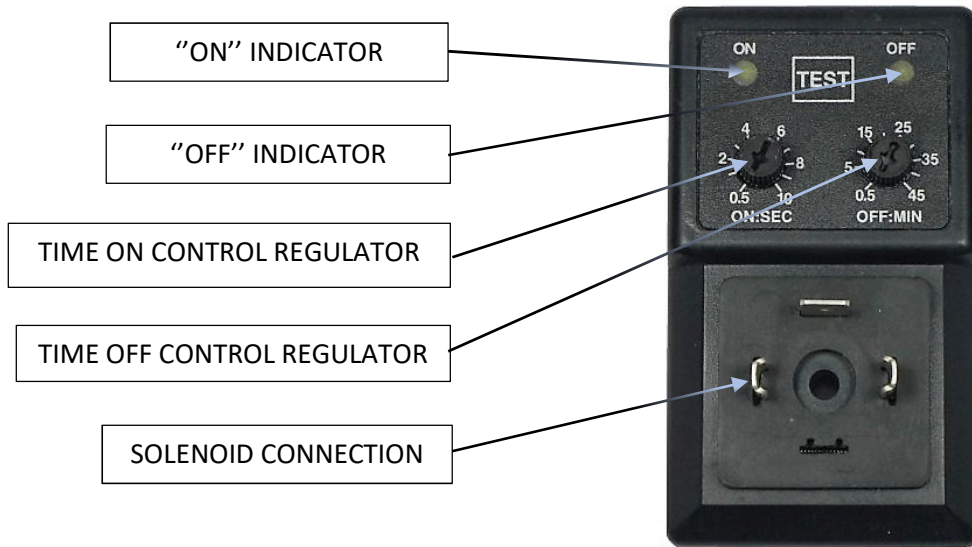 ‘’ON’’ INDICATOR
‘’OFF’’ INDICATOR
TIME ON CONTROL REGULATOR
TIME OFF CONTROL REGULATOR
SOLENOID CONNECTION
ON OFF
TEST
4 6 15 25
2 8 5 35
0.5 10 0.5 45
ON:SEC OFF:MIN